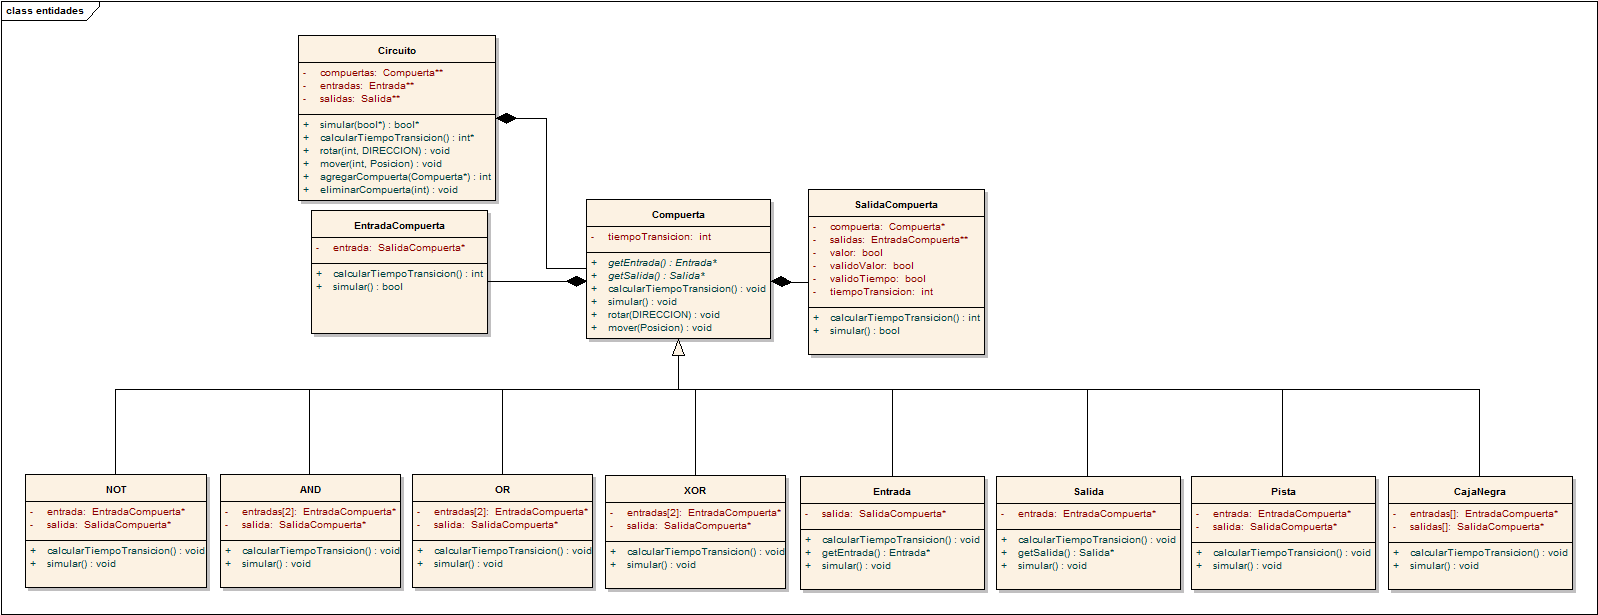 class entidades
Circuito
- compuertas: Compuerta**
- entradas: Entrada**
- salidas: Salida**
+ simular(bool*) : bool*
+ calcularTiempoTransicion() : int*
+ rotar(int, DIRECCION) : void
+ mover(int, Posicion) : void
+ agregarCompuerta(Compuerta*) : int
+ eliminarCompuerta(int) : void
EntradaCompuerta
- entrada: SalidaCompuerta*
+ calcularTiempoTransicion() : int
+ simular() : bool
Compuerta
- tiempoTransicion: int
+ getEntrada() : Entrada*
+ getSalida() : Salida*
+ calcularTiempoTransicion() : void
+ simular() : void
+ rotar(DIRECCION) : void
+ mover(Posicion) : void
SalidaCompuerta
- compuerta: Compuerta*
- salidas: EntradaCompuerta**
- valor: bool
- validoValor: bool
- validoTiempo: bool
- tiempoTransicion: int
+ calcularTiempoTransicion() : int
+ simular() : bool
NOT
- entrada: EntradaCompuerta*
- salida: SalidaCompuerta*
+ calcularTiempoTransicion() : void
+ simular() : void
AND
- entradas[2]: EntradaCompuerta*
- salida: SalidaCompuerta*
+ calcularTiempoTransicion() : void
+ simular() : void
OR
- entradas[2]: EntradaCompuerta*
- salida: SalidaCompuerta*
+ calcularTiempoTransicion() : void
+ simular() : void
XOR
- entradas[2]: EntradaCompuerta*
- salida: SalidaCompuerta*
+ calcularTiempoTransicion() : void
+ simular() : void
Entrada
- salida: SalidaCompuerta*
+ calcularTiempoTransicion() : void
+ getEntrada() : Entrada*
+ simular() : void
Salida
- entrada: EntradaCompuerta*
+ calcularTiempoTransicion() : void
+ getSalida() : Salida*
+ simular() : void
Pista
- entrada: EntradaCompuerta*
- salida: SalidaCompuerta*
+ calcularTiempoTransicion() : void
+ simular() : void
CajaNegra
- entradas[]: EntradaCompuerta*
- salidas[]: SalidaCompuerta*
+ calcularTiempoTransicion() : void
+ simular() : void